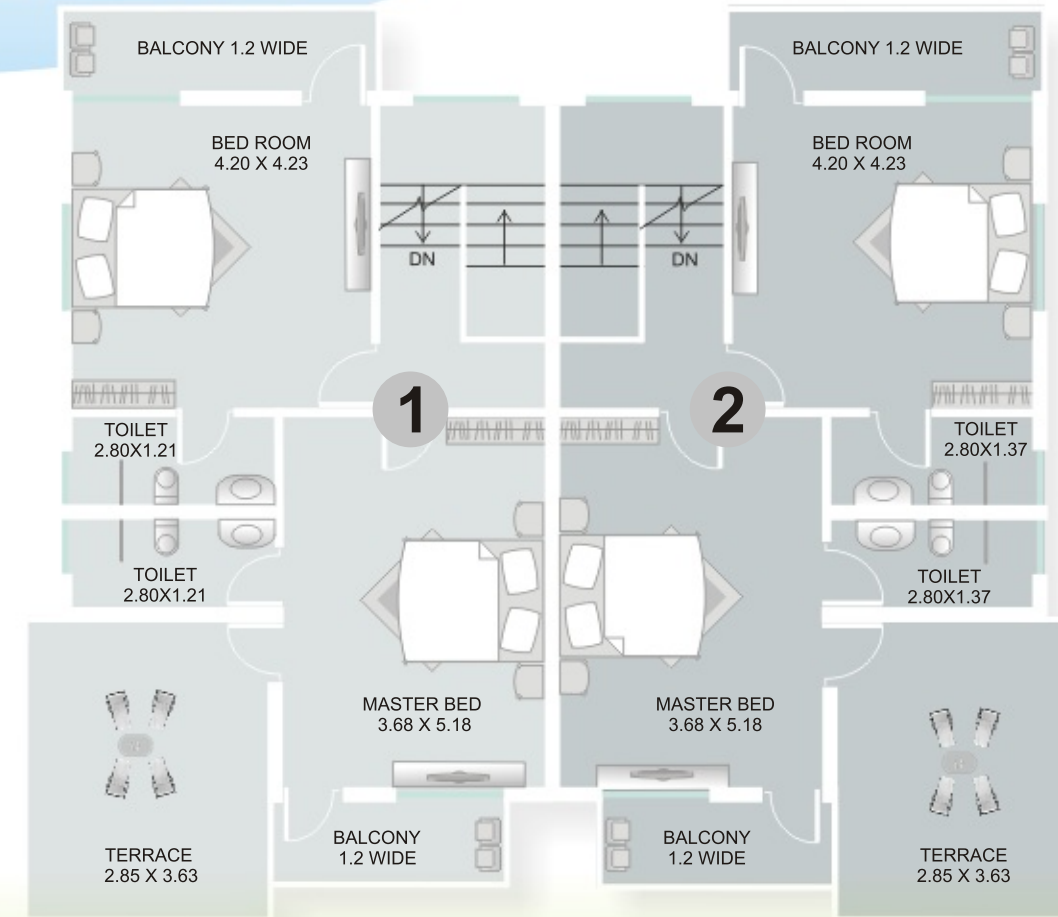 BALCONY 1.2 WIDE
BALCONY 1.2 WIDE
BED ROOM
4.20 X 4.23
BED ROOM
4.20 X 4.23
DN
DN
1
2
TOILET
2.80X1.21
TOILET
2.80X1.37
TOILET
2.80X1.21
TOILET
2.80X1.37
MASTER BED
3.68 X 5.18
MASTER BED
3.68 X 5.18
BALCONY
1.2 WIDE
BALCONY
1.2 WIDE
TERRACE
2.85 X 3.63
TERRACE
2.85 X 3.63